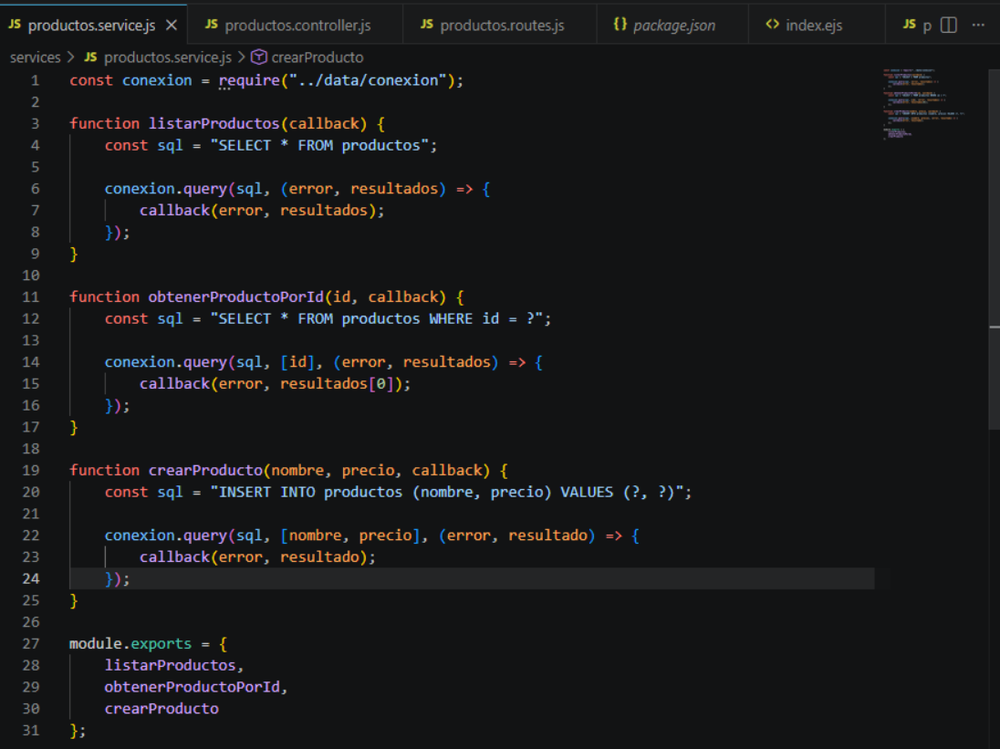 JS productos.service.js × JS productos.controller.js JS productos.routes.js {} package.json <> index.ejs JS p ...
services > JS productos.service.js > crearProducto
1 const conexion = require("../data/conexion");
2
3 function listarProductos(callback) {
4     const sql = "SELECT * FROM productos";
5
6     conexion.query(sql, (error, resultados) => {
7         callback(error, resultados);
8     });
9 }
10
11 function obtenerProductoPorId(id, callback) {
12     const sql = "SELECT * FROM productos WHERE id = ?";
13
14     conexion.query(sql, [id], (error, resultados) => {
15         callback(error, resultados[0]);
16     });
17 }
18
19 function crearProducto(nombre, precio, callback) {
20     const sql = "INSERT INTO productos (nombre, precio) VALUES (?, ?)";
21
22     conexion.query(sql, [nombre, precio], (error, resultado) => {
23         callback(error, resultado);
24     });
25 }
26
27 module.exports = {
28     listarProductos,
29     obtenerProductoPorId,
30     crearProducto
31 };